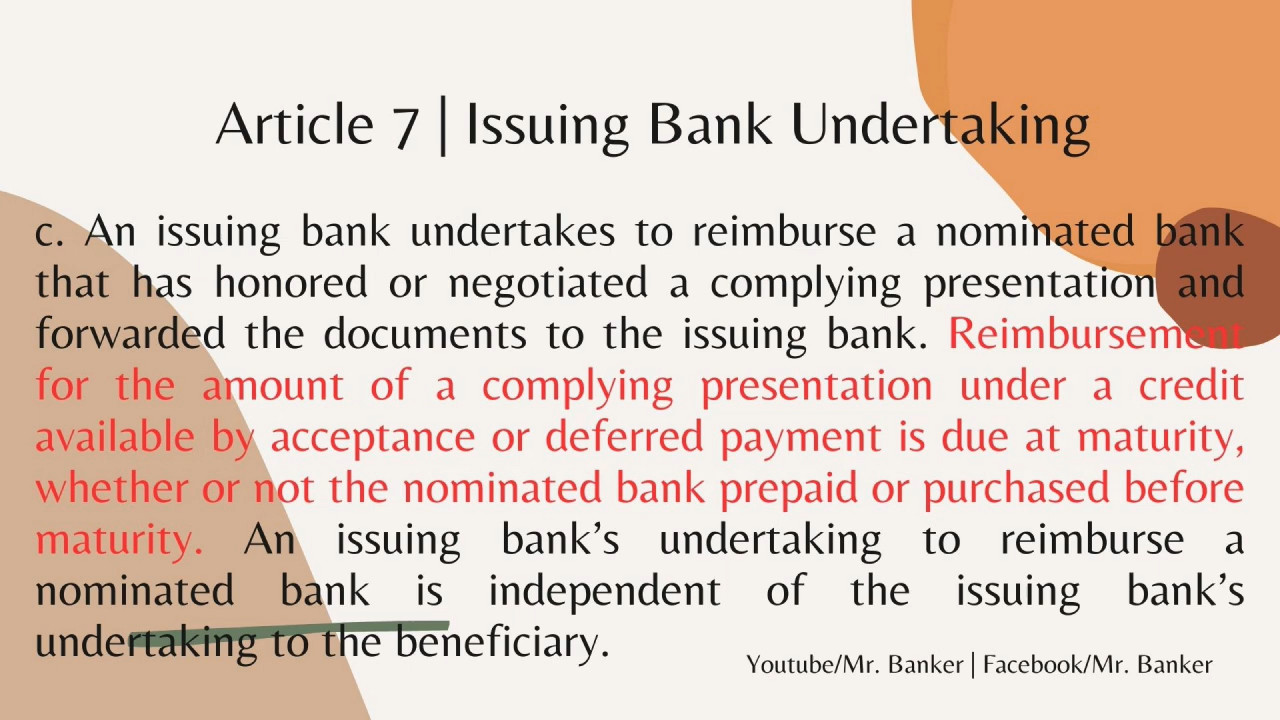 Article 7 | Issuing Bank Undertaking
c. An issuing bank undertakes to reimburse a nominated bank
that has honored or negotiated a complying presentation and
forwarded the documents to the issuing bank. Reimbursement
for the amount of a complying presentation under a credit
available by acceptance or deferred payment is due at maturity,
whether or not the nominated bank prepaid or purchased before
maturity. An issuing bank’s undertaking to reimburse a
nominated bank is independent of the issuing bank’s
undertaking to the beneficiary.
Youtube/Mr. Banker | Facebook/Mr. Banker